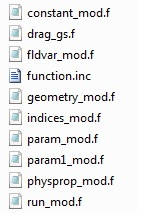 constant_mod.f
drag_gs.f
fldvar_mod.f
function.inc
geometry_mod.f
indices_mod.f
param_mod.f
param1_mod.f
physprop_mod.f
run_mod.f